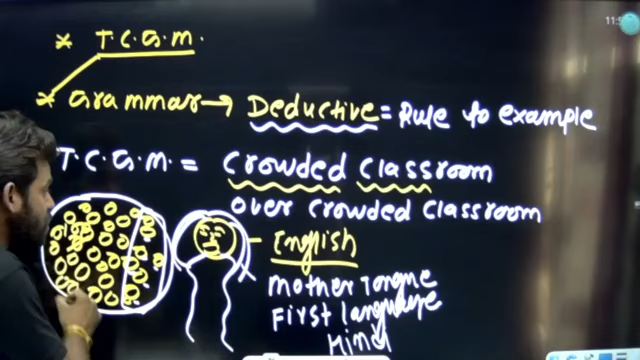 * T.C.G.M.
* Grammar → Deductive = Rule to example
T.C.G.M. = Crowded Classroom
over Crowded Classroom
- English
Mother Tongue
First language
Hindi